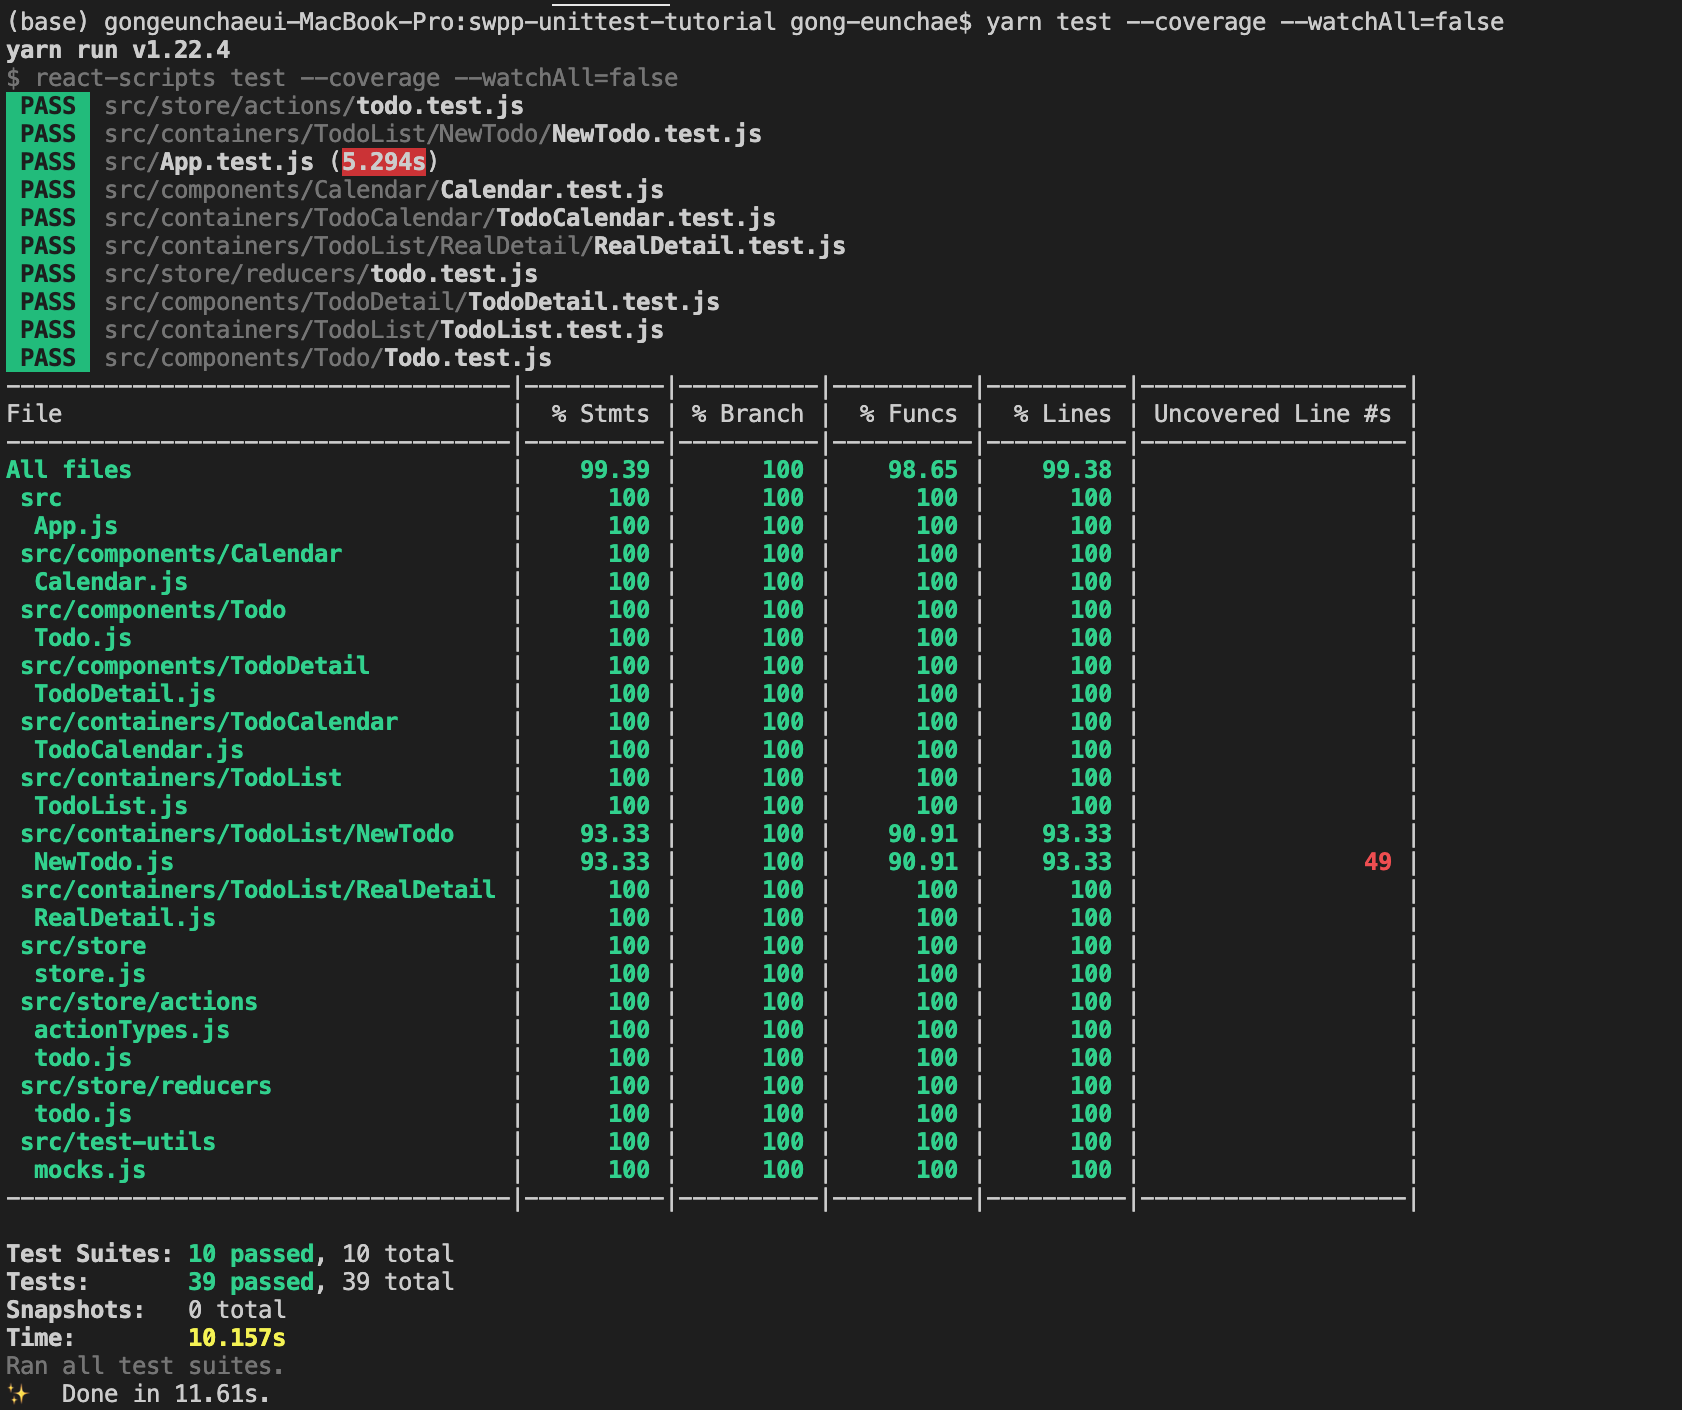 (base) gongeunchaeui-MacBook-Pro:swpp-unittest-tutorial gong-eunchae$ yarn test --coverage --watchAll=false
yarn run v1.22.4
$ react-scripts test --coverage --watchAll=false
PASS src/store/actions/todo.test.js
PASS src/containers/TodoList/NewTodo/NewTodo.test.js
PASS src/App.test.js (5.294s)
PASS src/components/Calendar/Calendar.test.js
PASS src/containers/TodoCalendar/TodoCalendar.test.js
PASS src/containers/TodoList/RealDetail/RealDetail.test.js
PASS src/store/reducers/todo.test.js
PASS src/components/TodoDetail/TodoDetail.test.js
PASS src/containers/TodoList/TodoList.test.js
PASS src/components/Todo/Todo.test.js
------------------------------------|----------|----------|----------|----------|-------------------|
File | % Stmts | % Branch | % Funcs | % Lines | Uncovered Line #s |
------------------------------------|----------|----------|----------|----------|-------------------|
All files | 99.39 | 100 | 98.65 | 99.38 | |
src | 100 | 100 | 100 | 100 | |
App.js | 100 | 100 | 100 | 100 | |
src/components/Calendar | 100 | 100 | 100 | 100 | |
Calendar.js | 100 | 100 | 100 | 100 | |
src/components/Todo | 100 | 100 | 100 | 100 | |
Todo.js | 100 | 100 | 100 | 100 | |
src/components/TodoDetail | 100 | 100 | 100 | 100 | |
TodoDetail.js | 100 | 100 | 100 | 100 | |
src/containers/TodoCalendar | 100 | 100 | 100 | 100 | |
TodoCalendar.js | 100 | 100 | 100 | 100 | |
src/containers/TodoList | 100 | 100 | 100 | 100 | |
TodoList.js | 100 | 100 | 100 | 100 | |
src/containers/TodoList/NewTodo | 93.33 | 100 | 90.91 | 93.33 | |
NewTodo.js | 93.33 | 100 | 90.91 | 93.33 | 49 |
src/containers/TodoList/RealDetail | 100 | 100 | 100 | 100 | |
RealDetail.js | 100 | 100 | 100 | 100 | |
src/store | 100 | 100 | 100 | 100 | |
store.js | 100 | 100 | 100 | 100 | |
src/store/actions | 100 | 100 | 100 | 100 | |
actionTypes.js | 100 | 100 | 100 | 100 | |
todo.js | 100 | 100 | 100 | 100 | |
src/store/reducers | 100 | 100 | 100 | 100 | |
todo.js | 100 | 100 | 100 | 100 | |
src/test-utils | 100 | 100 | 100 | 100 | |
mocks.js | 100 | 100 | 100 | 100 | |
------------------------------------|----------|----------|----------|----------|-------------------|
Test Suites: 10 passed, 10 total
Tests: 39 passed, 39 total
Snapshots: 0 total
Time: 10.157s
Ran all test suites.
✨ Done in 11.61s.